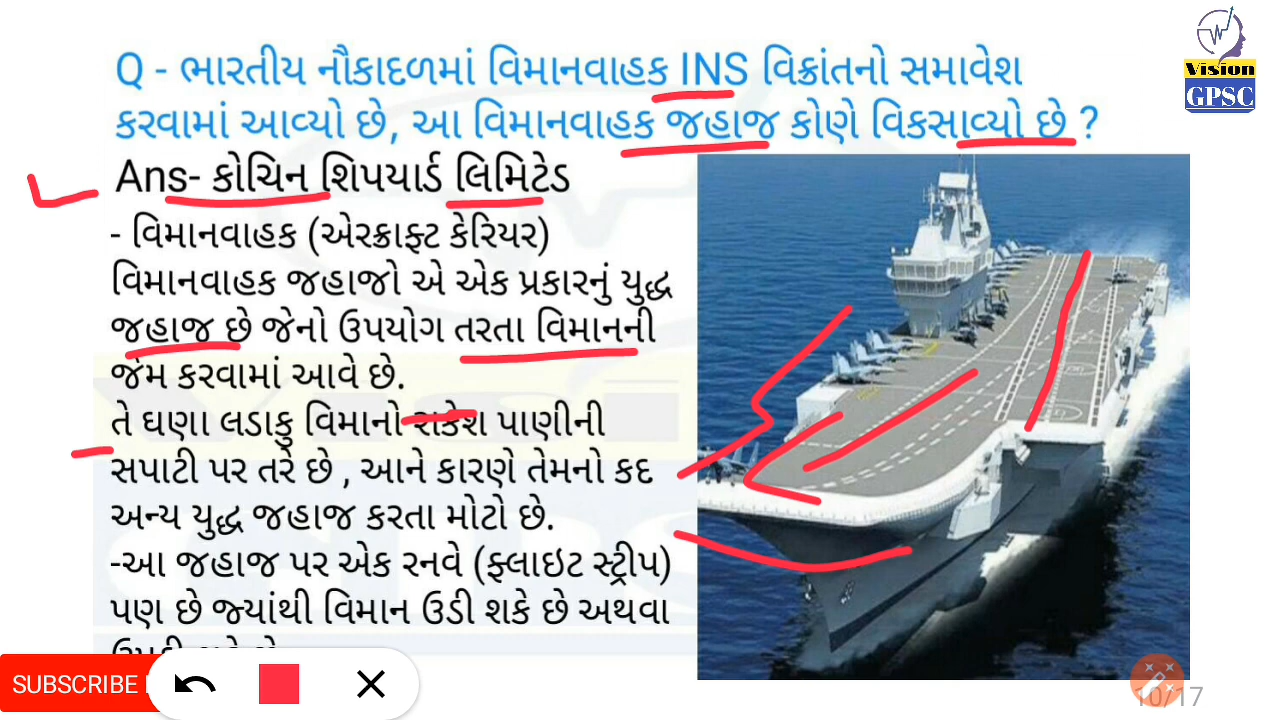 Q - ભારતીય નૌકાદળમાં વિમાનવાહક INS વિક્રાંતનો સમાવેશ
કરવામાં આવ્યો છે, આ વિમાનવાહક જહાજ કોણે વિકસાવ્યો છે ?
Ans- કોચિન શિપયાર્ડ લિમિટેડ
- વિમાનવાહક (એરક્રાફ્ટ કેરિયર)
વિમાનવાહક જહાજો એ એક પ્રકારનું યુદ્ધ
જહાજ છે જેનો ઉપયોગ તરતા વિમાનની
જેમ કરવામાં આવે છે.
તે ઘણા લડાકુ વિમાનો રાકેશ પાણીની
સપાટી પર તરે છે , આને કારણે તેમનો કદ
અન્ય યુદ્ધ જહાજ કરતા મોટો છે.
-આ જહાજ પર એક રનવે (ફ્લાઇટ સ્ટ્રીપ)
પણ છે જ્યાંથી વિમાન ઉડી શકે છે અથવા
Vision
GPSC
SUBSCRIBE
10/17